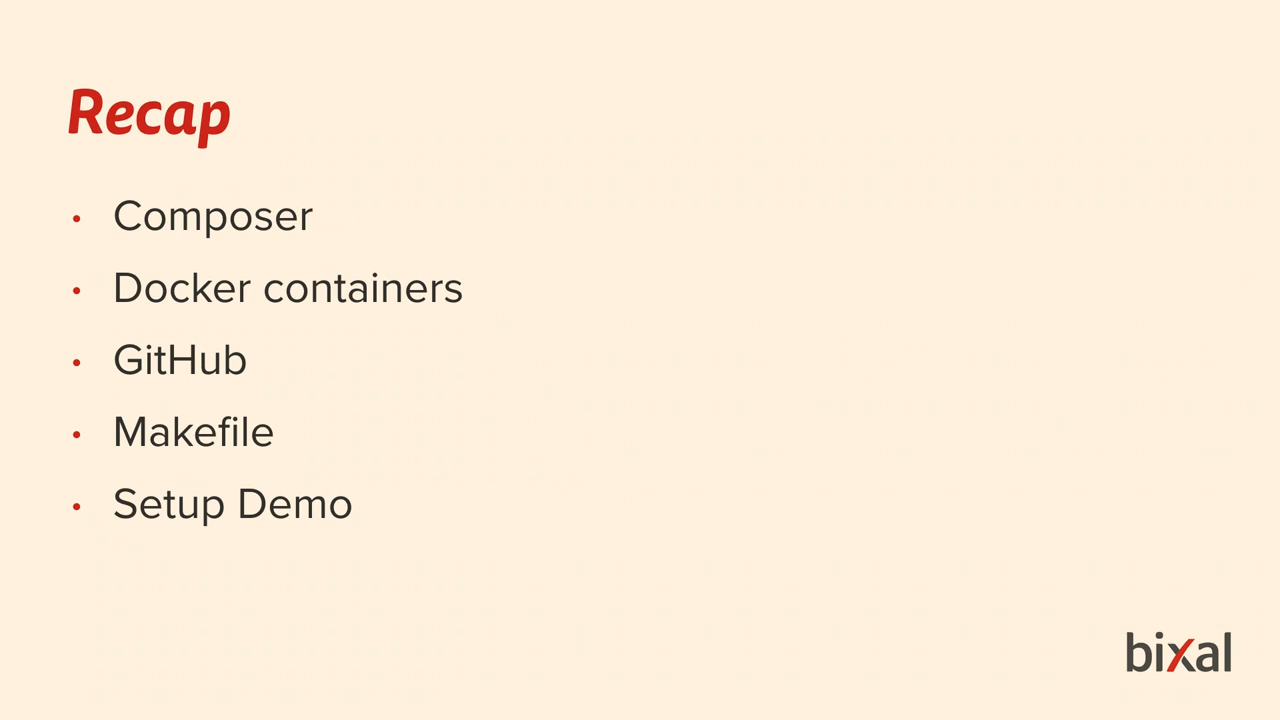 Recap
• Composer
• Docker containers
• GitHub
• Makefile
• Setup Demo
bixal